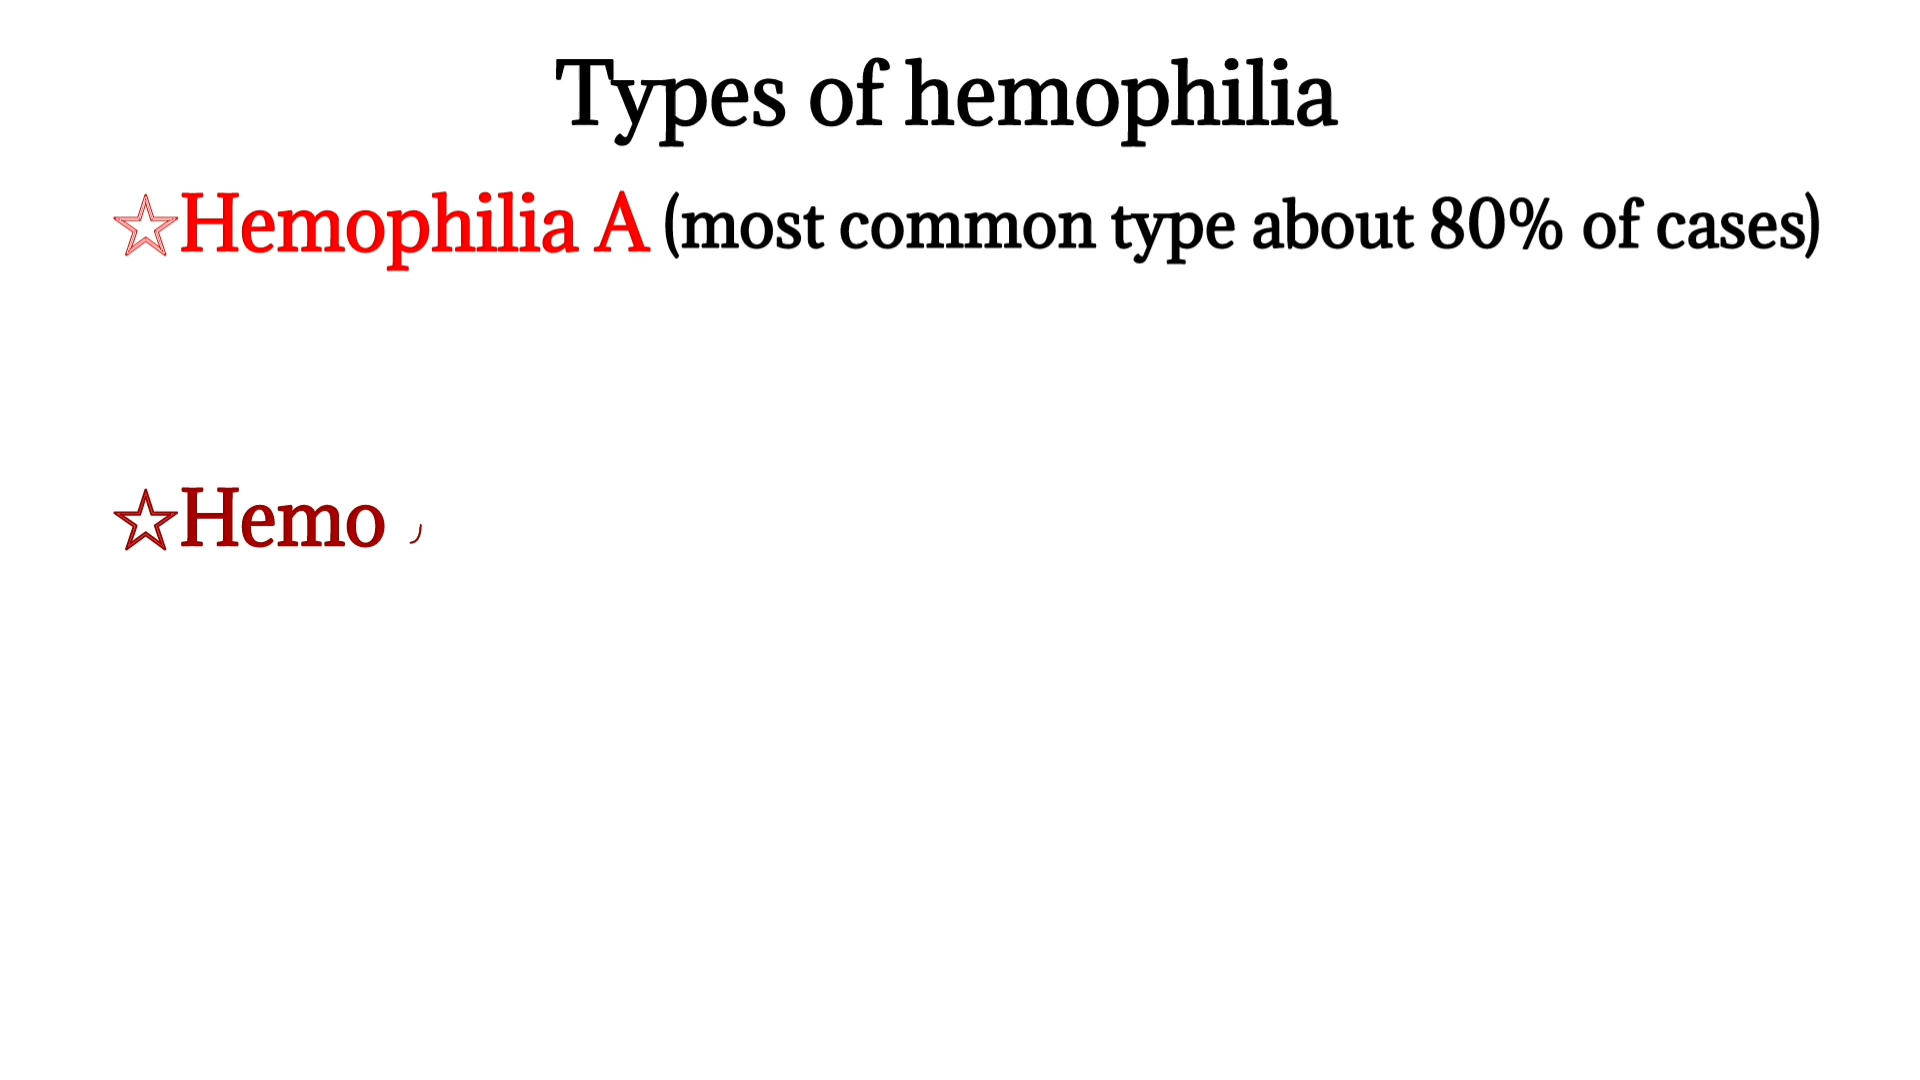 Types of hemophilia
☆Hemophilia A (most common type about 80% of cases)
☆Hemo